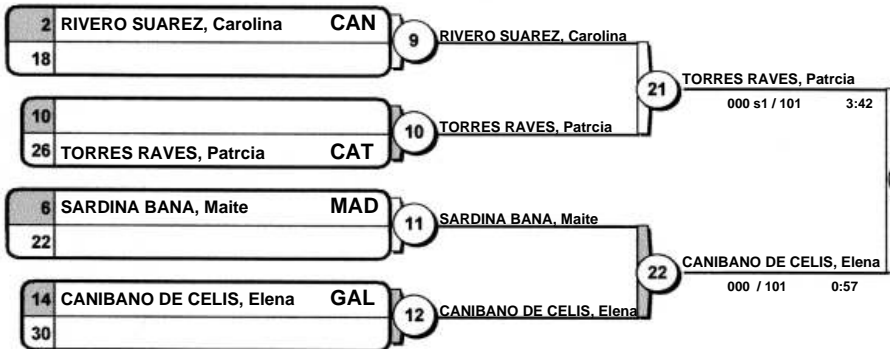 2 RIVERO SUAREZ, Carolina CAN
18
9 RIVERO SUAREZ, Carolina
10
26 TORRES RAVES, Patrcia CAT
10 TORRES RAVES, Patrcia
21 TORRES RAVES, Patrcia
000 s1 / 101 3:42
6 SARDINA BANA, Maite MAD
22
11 SARDINA BANA, Maite
14 CANIBANO DE CELIS, Elena GAL
30
12 CANIBANO DE CELIS, Elena
22 CANIBANO DE CELIS, Elena
000 / 101 0:57